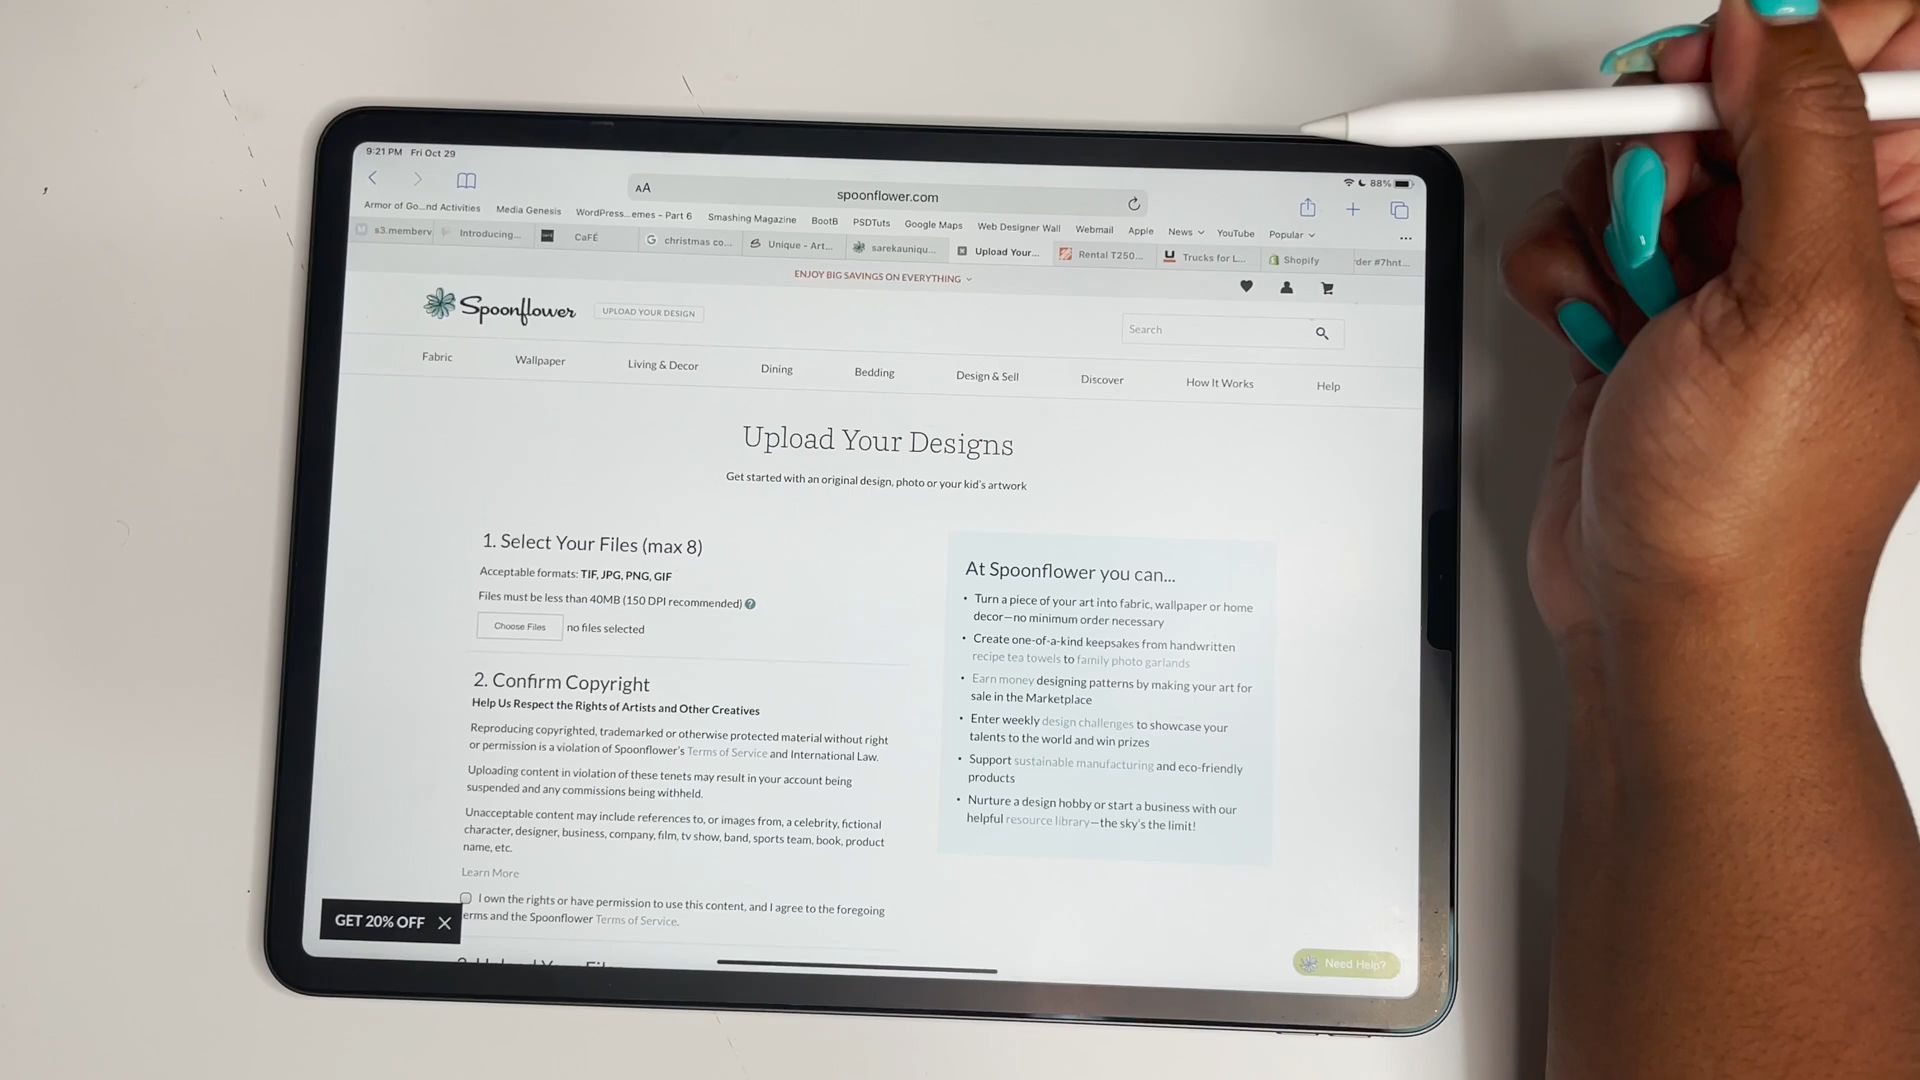 9:21 PM Fri Oct 29
88%
AA
spoonflower.com
Armor of Go...nd Activities Media Genesis WordPress...emes - Part 6 Smashing Magazine BootB PSDTuts Google Maps Web Designer Wall Webmail Apple News YouTube Popular
s3.memberv Introducing... CaFÉ christmas co... Unique - Art... sarekauniqu... Upload Your... Rental T250... Trucks for L... Shopify der #7hnt...
ENJOY BIG SAVINGS ON EVERYTHING
Spoonflower
UPLOAD YOUR DESIGN
Search
Fabric Wallpaper Living & Decor Dining Bedding Design & Sell Discover How It Works Help
Upload Your Designs
Get started with an original design, photo or your kid's artwork
1. Select Your Files (max 8)
Acceptable formats: TIF, JPG, PNG, GIF
Files must be less than 40MB (150 DPI recommended) ?
Choose Files no files selected
2. Confirm Copyright
Help Us Respect the Rights of Artists and Other Creatives
Reproducing copyrighted, trademarked or otherwise protected material without right
or permission is a violation of Spoonflower's Terms of Service and International Law.
Uploading content in violation of these tenets may result in your account being
suspended and any commissions being withheld.
Unacceptable content may include references to, or images from, a celebrity, fictional
character, designer, business, company, film, tv show, band, sports team, book, product
name, etc.
Learn More
I own the rights or have permission to use this content, and I agree to the foregoing
erms and the Spoonflower Terms of Service.
At Spoonflower you can...
• Turn a piece of your art into fabric, wallpaper or home
decor—no minimum order necessary
• Create one-of-a-kind keepsakes from handwritten
recipe tea towels to family photo garlands
• Earn money designing patterns by making your art for
sale in the Marketplace
• Enter weekly design challenges to showcase your
talents to the world and win prizes
• Support sustainable manufacturing and eco-friendly
products
• Nurture a design hobby or start a business with our
helpful resource library—the sky's the limit!
GET 20% OFF
Need Help?